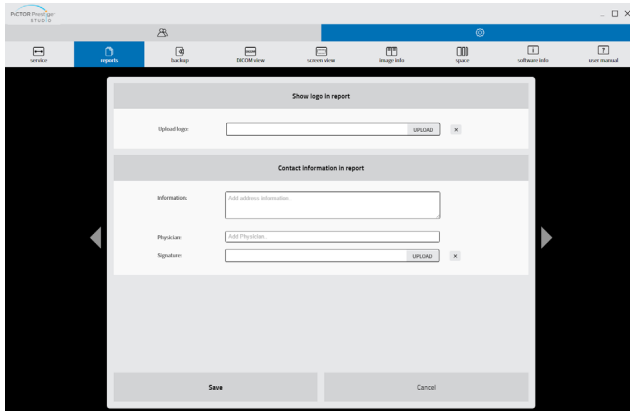 PiCTOR Prestige
STUDIO
service
reports
backup
DICOM view
screen view
image info
space
software info
user manual
Show logo in report
Upload logo:
UPLOAD
Contact information in report
Information:
Add address information
Physician:
Add Physician..
Signature:
UPLOAD
Save
Cancel